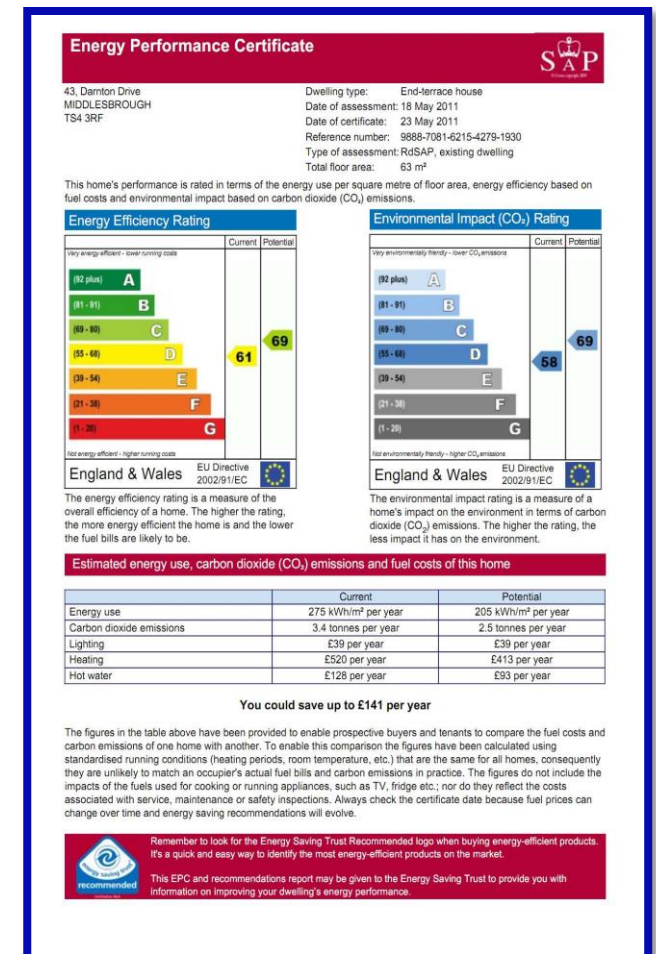 Energy Performance Certificate
SAP
43, Darnton Drive
MIDDLESBROUGH
TS4 3RF
Dwelling type: End-terrace house
Date of assessment: 18 May 2011
Date of certificate: 23 May 2011
Reference number: 9888-7081-6215-4279-1930
Type of assessment: RdSAP, existing dwelling
Total floor area: 63 m²
This home's performance is rated in terms of the energy use per square metre of floor area, energy efficiency based on
fuel costs and environmental impact based on carbon dioxide (CO₂) emissions.
Energy Efficiency Rating
Current Potential
Very energy efficient - lower running costs
(92 plus) A
(81 - 91) B
(69 - 80) C
(55 - 68) D
(39 - 54) E
(21 - 38) F
(1 - 20) G
61
69
Not energy efficient - higher running costs
England & Wales
EU Directive
2002/91/EC
The energy efficiency rating is a measure of the
overall efficiency of a home. The higher the rating,
the more energy efficient the home is and the lower
the fuel bills are likely to be.
Environmental Impact (CO₂) Rating
Current Potential
Very environmentally friendly - lower CO₂ emissions
(92 plus) A
(81 - 91) B
(69 - 80) C
(55 - 68) D
(39 - 54) E
(21 - 38) F
(1 - 20) G
58
69
Not environmentally friendly - higher CO₂ emissions
England & Wales
EU Directive
2002/91/EC
The environmental impact rating is a measure of a
home's impact on the environment in terms of carbon
dioxide (CO₂) emissions. The higher the rating, the
less impact it has on the environment.
Estimated energy use, carbon dioxide (CO₂) emissions and fuel costs of this home
Current Potential
Energy use 275 kWh/m² per year 205 kWh/m² per year
Carbon dioxide emissions 3.4 tonnes per year 2.5 tonnes per year
Lighting £39 per year £39 per year
Heating £520 per year £413 per year
Hot water £128 per year £93 per year
You could save up to £141 per year
The figures in the table above have been provided to enable prospective buyers and tenants to compare the fuel costs and
carbon emissions of one home with another. To enable this comparison the figures have been calculated using
standardised running conditions (heating periods, room temperature, etc.) that are the same for all homes, consequently
they are unlikely to match an occupier's actual fuel bills and carbon emissions in practice. The figures do not include the
impacts of the fuels used for cooking or running appliances, such as TV, fridge etc.; nor do they reflect the costs
associated with service, maintenance or safety inspections. Always check the certificate date because fuel prices can
change over time and energy saving recommendations will evolve.
energy saving trust
recommended
Remember to look for the Energy Saving Trust Recommended logo when buying energy-efficient products.
It's a quick and easy way to identify the most energy-efficient products on the market.
This EPC and recommendations report may be given to the Energy Saving Trust to provide you with
information on improving your dwelling's energy performance.